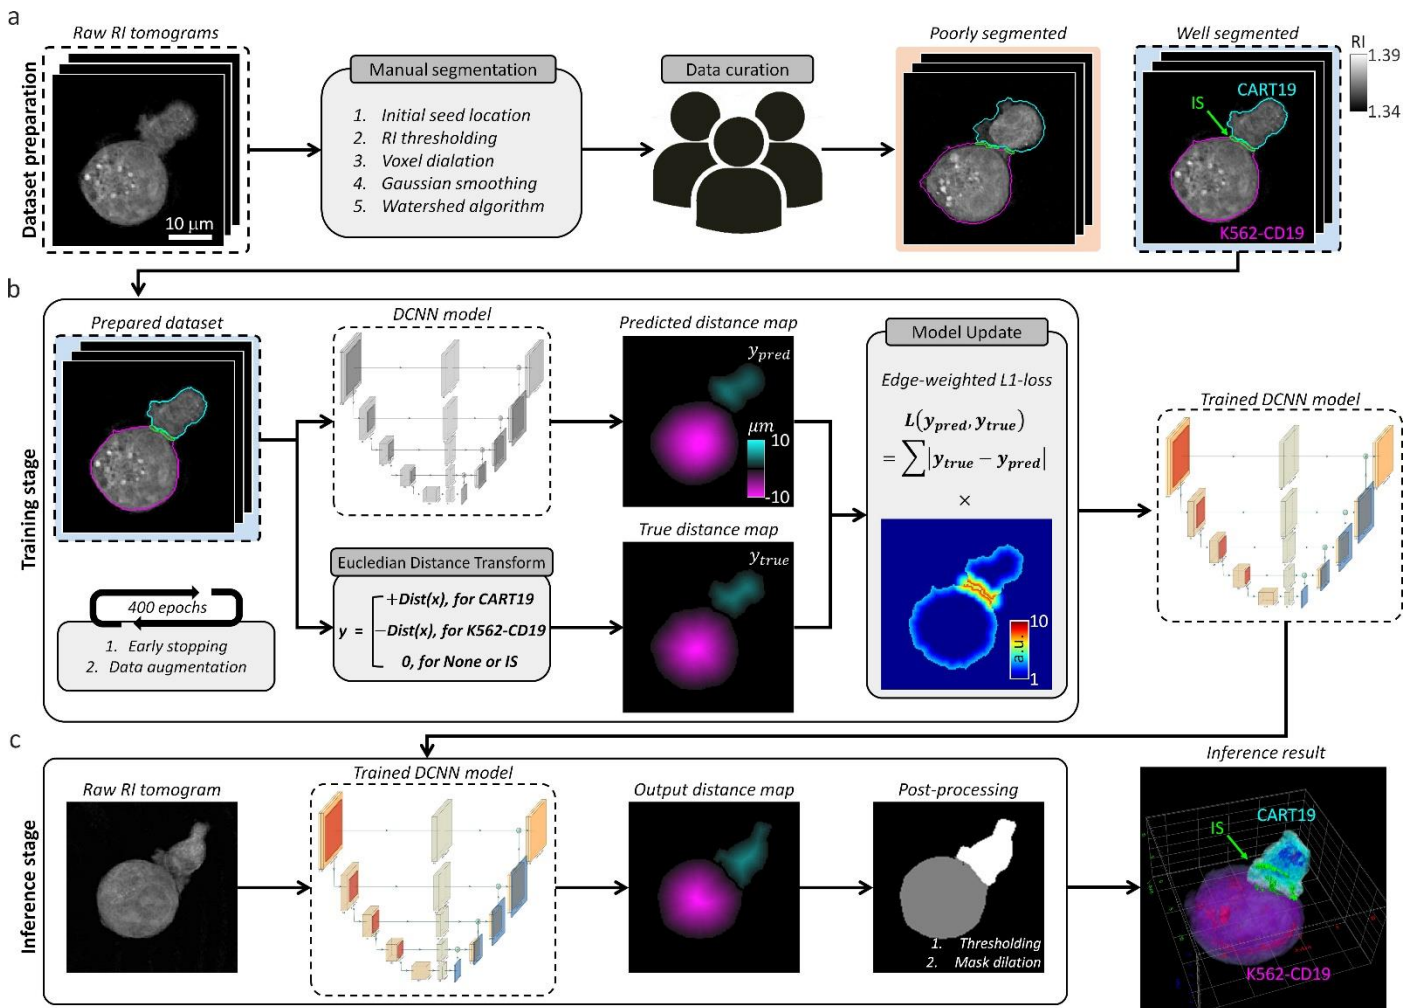 a
Dataset preparation
Raw RI tomograms
10 µm
Manual segmentation
1. Initial seed location
2. RI thresholding
3. Voxel dialation
4. Gaussian smoothing
5. Watershed algorithm
Data curation
Poorly segmented
Well segmented
CART19
IS
K562-CD19
RI
1.39
1.34
b
Training stage
Prepared dataset
400 epochs
1. Early stopping
2. Data augmentation
DCNN model
Eucledian Distance Transform
y =
+Dist(x), for CART19
−Dist(x), for K562-CD19
0, for None or IS
Predicted distance map
y_pred
µm
10
-10
True distance map
y_true
Model Update
Edge-weighted L1-loss
L(y_pred, y_true)
= ∑|y_true − y_pred|
×
10
a.u.
1
Trained DCNN model
c
Inference stage
Raw RI tomogram
Trained DCNN model
Output distance map
Post-processing
1. Thresholding
2. Mask dilation
Inference result
CART19
IS
K562-CD19